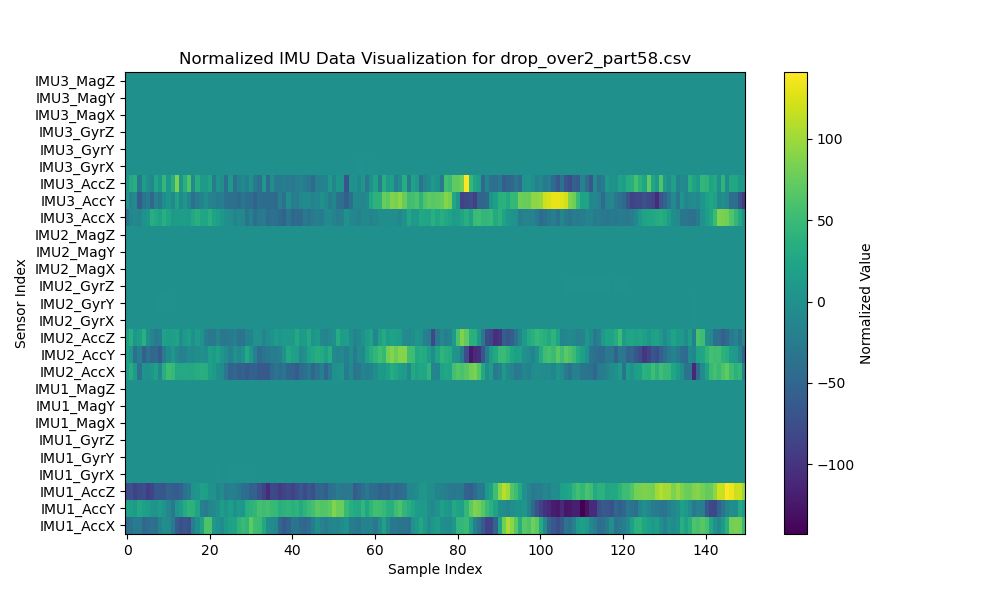 Normalized IMU Data Visualization for drop_over2_part58.csv
IMU3_MagZ
IMU3_MagY
IMU3_MagX
IMU3_GyrZ
IMU3_GyrY
IMU3_GyrX
IMU3_AccZ
IMU3_AccY
IMU3_AccX
IMU2_MagZ
IMU2_MagY
IMU2_MagX
IMU2_GyrZ
IMU2_GyrY
IMU2_GyrX
IMU2_AccZ
IMU2_AccY
IMU2_AccX
IMU1_MagZ
IMU1_MagY
IMU1_MagX
IMU1_GyrZ
IMU1_GyrY
IMU1_GyrX
IMU1_AccZ
IMU1_AccY
IMU1_AccX
Sensor Index
0 20 40 60 80 100 120 140
Sample Index
100
50
0
−50
−100
Normalized Value